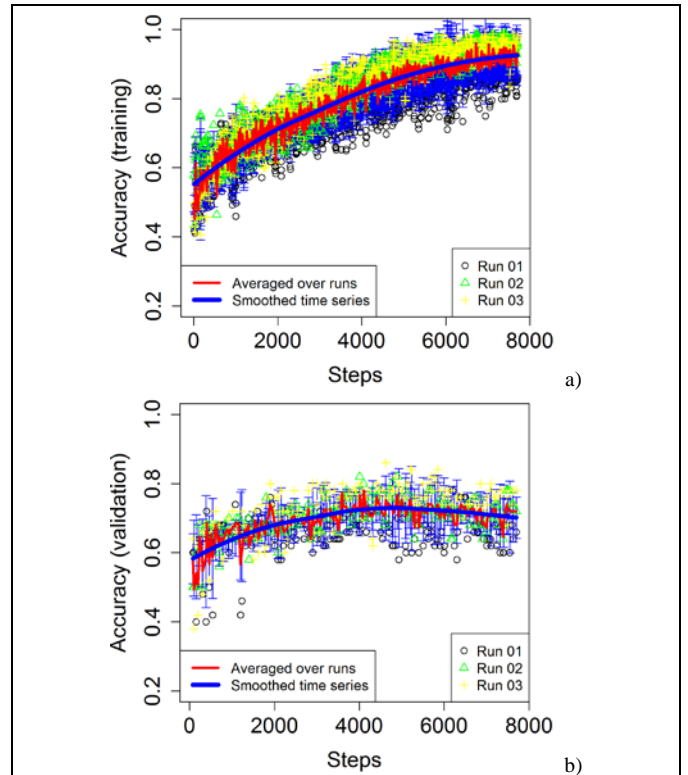 1.0
0.8
0.6
0.4
0.2
Accuracy (training)
Averaged over runs
Smoothed time series
Run 01
Run 02
Run 03
0 2000 4000 6000 8000
Steps
a)
1.0
0.8
0.6
0.4
0.2
Accuracy (validation)
Averaged over runs
Smoothed time series
Run 01
Run 02
Run 03
0 2000 4000 6000 8000
Steps
b)